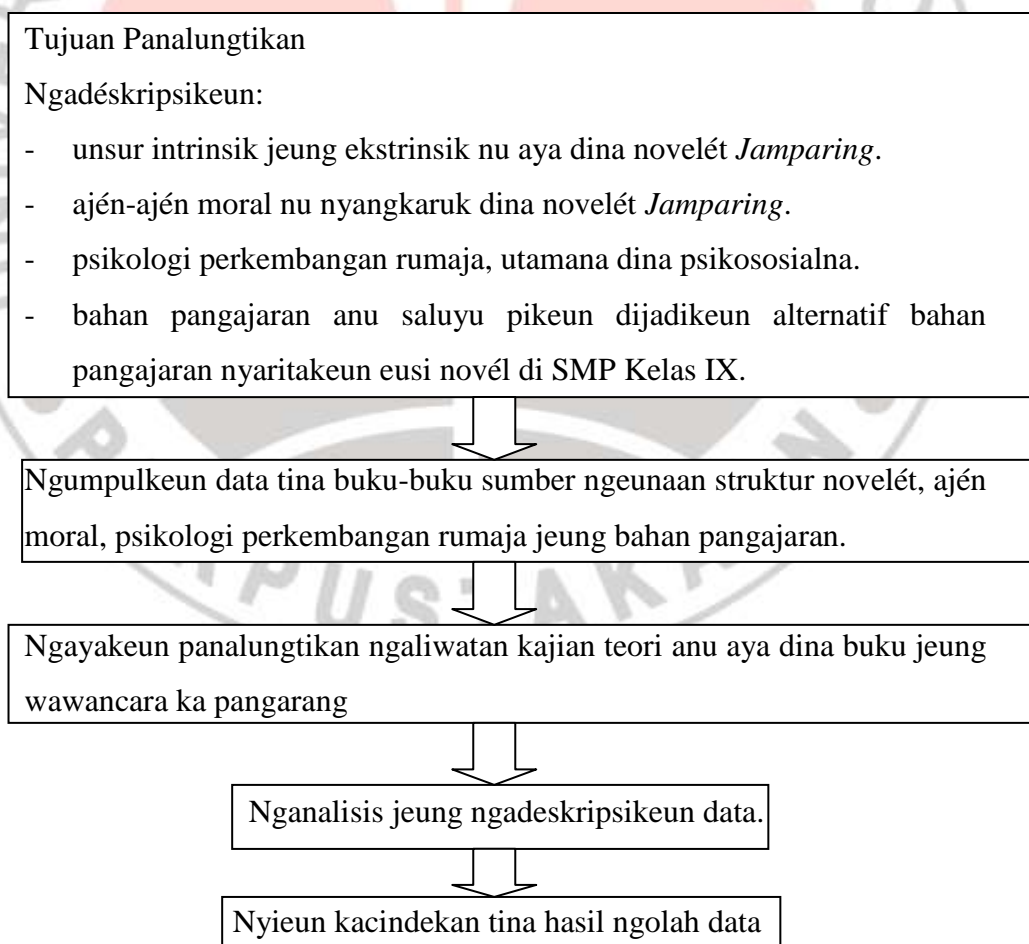 Tujuan Panalungtikan
Ngadéskripsikeun:
- unsur intrinsik jeung ekstrinsik nu aya dina novelét Jamparing.
- ajén-ajén moral nu nyangkaruk dina novelét Jamparing.
- psikologi perkembangan rumaja, utamana dina psikososialna.
- bahan pangajaran anu saluyu pikeun dijadikeun alternatif bahan
pangajaran nyaritakeun eusi novél di SMP Kelas IX.
Ngumpulkeun data tina buku-buku sumber ngeunaan struktur novelét, ajén
moral, psikologi perkembangan rumaja jeung bahan pangajaran.
Ngayakeun panalungtikan ngaliwatan kajian teori anu aya dina buku jeung
wawancara ka pangarang
Nganalisis jeung ngadeskripsikeun data.
Nyieun kacindekan tina hasil ngolah data